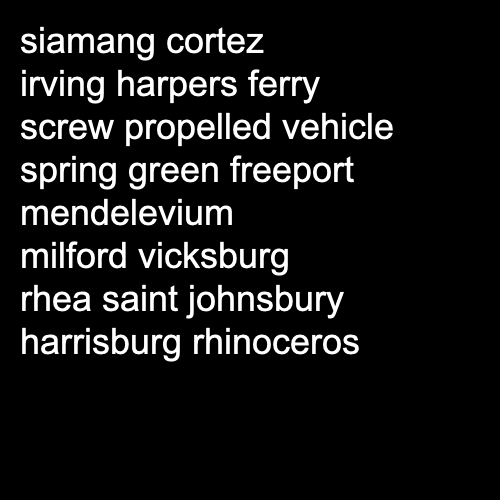 siamang cortez
irving harpers ferry
screw propelled vehicle
spring green freeport
mendelevium
milford vicksburg
rhea saint johnsbury
harrisburg rhinoceros